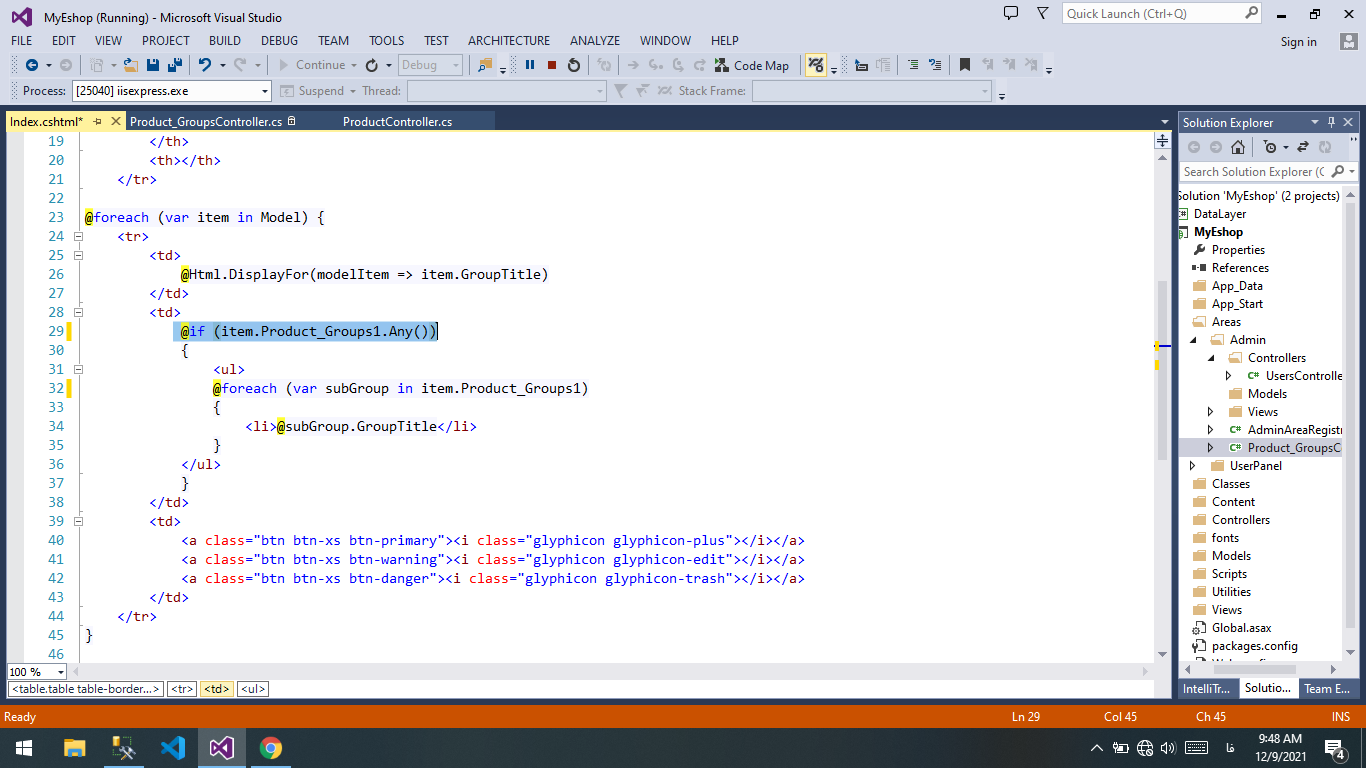 MyEshop (Running) - Microsoft Visual Studio
Quick Launch (Ctrl+Q)
FILE EDIT VIEW PROJECT BUILD DEBUG TEAM TOOLS TEST ARCHITECTURE ANALYZE WINDOW HELP
Sign in
Continue Debug Code Map
Process: [25040] iisexpress.exe Suspend Thread: Stack Frame:
Index.cshtml* Product_GroupsController.cs ProductController.cs
19 </th>
20 <th></th>
21 </tr>
22
23 @foreach (var item in Model) {
24 <tr>
25 <td>
26 @Html.DisplayFor(modelItem => item.GroupTitle)
27 </td>
28 <td>
29 @if (item.Product_Groups1.Any())
30 {
31 <ul>
32 @foreach (var subGroup in item.Product_Groups1)
33 {
34 <li>@subGroup.GroupTitle</li>
35 }
36 </ul>
37 }
38 </td>
39 <td>
40 <a class="btn btn-xs btn-primary"><i class="glyphicon glyphicon-plus"></i></a>
41 <a class="btn btn-xs btn-warning"><i class="glyphicon glyphicon-edit"></i></a>
42 <a class="btn btn-xs btn-danger"><i class="glyphicon glyphicon-trash"></i></a>
43 </td>
44 </tr>
45 }
46
100 %
<table.table table-border...> <tr> <td> <ul>
Solution Explorer
Search Solution Explorer (C
Solution 'MyEshop' (2 projects)
DataLayer
MyEshop
Properties
References
App_Data
App_Start
Areas
Admin
Controllers
C# UsersControlle
Models
Views
C# AdminAreaRegistr
C# Product_GroupsC
UserPanel
Classes
Content
Controllers
fonts
Models
Scripts
Utilities
Views
Global.asax
packages.config
IntelliTr... Solutio... Team E...
Ready Ln 29 Col 45 Ch 45 INS
فا
9:48 AM
12/9/2021
4